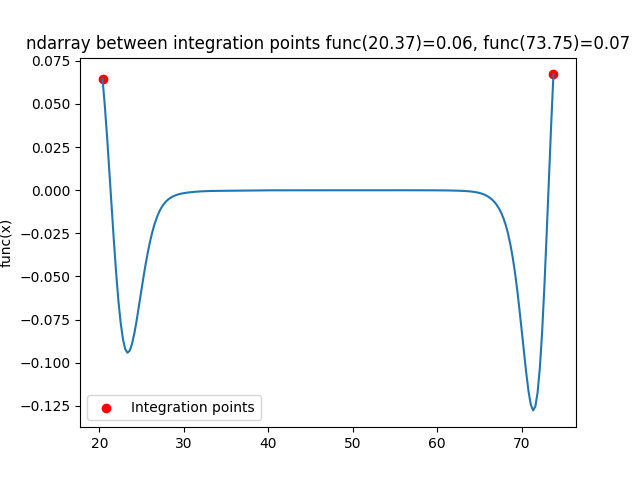 ndarray between integration points func(20.37)=0.06, func(73.75)=0.07
0.075
0.050
0.025
0.000
−0.025
−0.050
−0.075
−0.100
−0.125
func(x)
Integration points
20 30 40 50 60 70